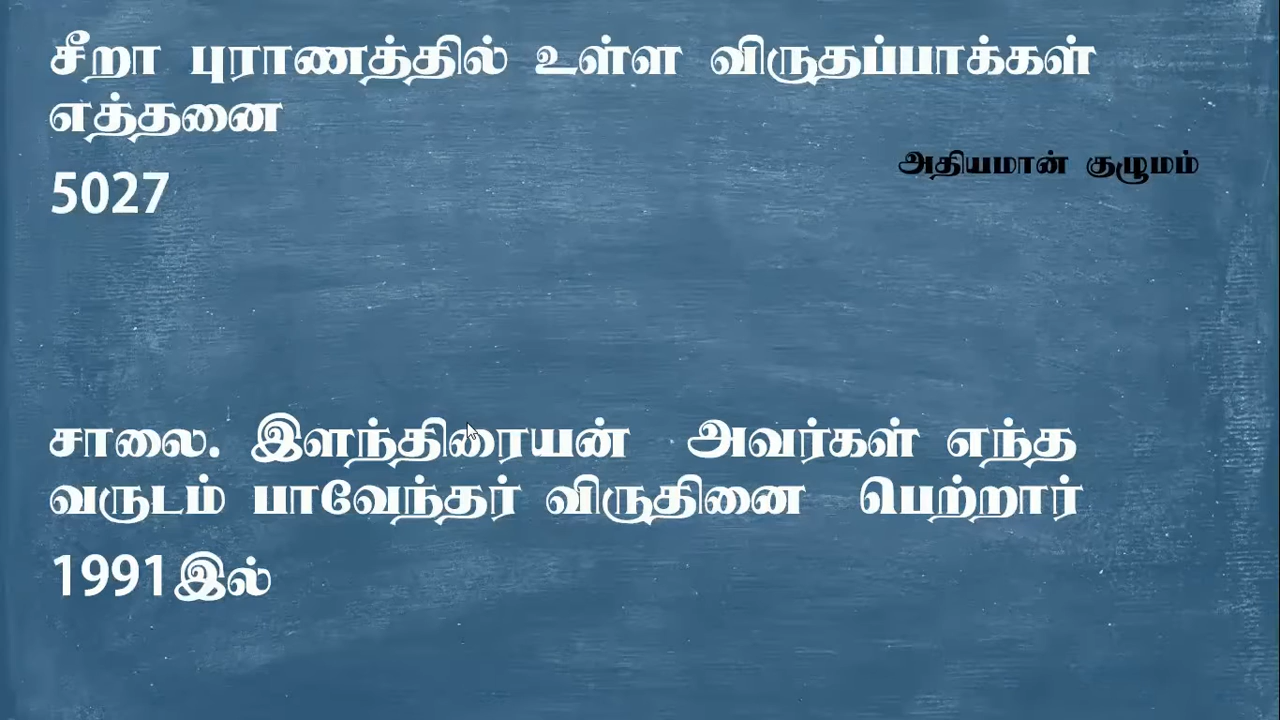 சீறா புராணத்தில் உள்ள விருதப்பாக்கள்
எத்தனை
அதியமான் குழுமம்
5027
சாலை. இளந்திரையன் அவர்கள் எந்த
வருடம் பாவேந்தர் விருதினை பெற்றார்
1991இல்